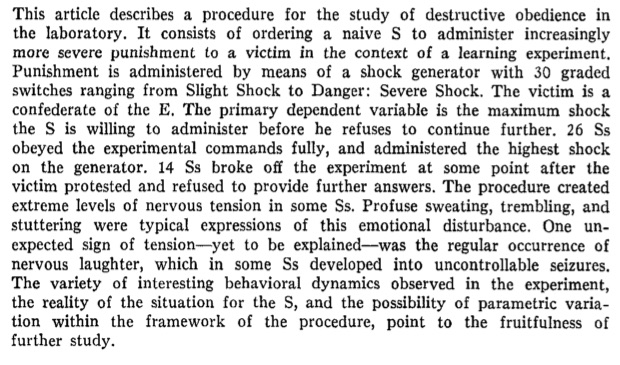 This article describes a procedure for the study of destructive obedience in
the laboratory. It consists of ordering a naive S to administer increasingly
more severe punishment to a victim in the context of a learning experiment.
Punishment is administered by means of a shock generator with 30 graded
switches ranging from Slight Shock to Danger: Severe Shock. The victim is a
confederate of the E. The primary dependent variable is the maximum shock
the S is willing to administer before he refuses to continue further. 26 Ss
obeyed the experimental commands fully, and administered the highest shock
on the generator. 14 Ss broke off the experiment at some point after the
victim protested and refused to provide further answers. The procedure created
extreme levels of nervous tension in some Ss. Profuse sweating, trembling, and
stuttering were typical expressions of this emotional disturbance. One un-
expected sign of tension—yet to be explained—was the regular occurrence of
nervous laughter, which in some Ss developed into uncontrollable seizures.
The variety of interesting behavioral dynamics observed in the experiment,
the reality of the situation for the S, and the possibility of parametric varia-
tion within the framework of the procedure, point to the fruitfulness of
further study.